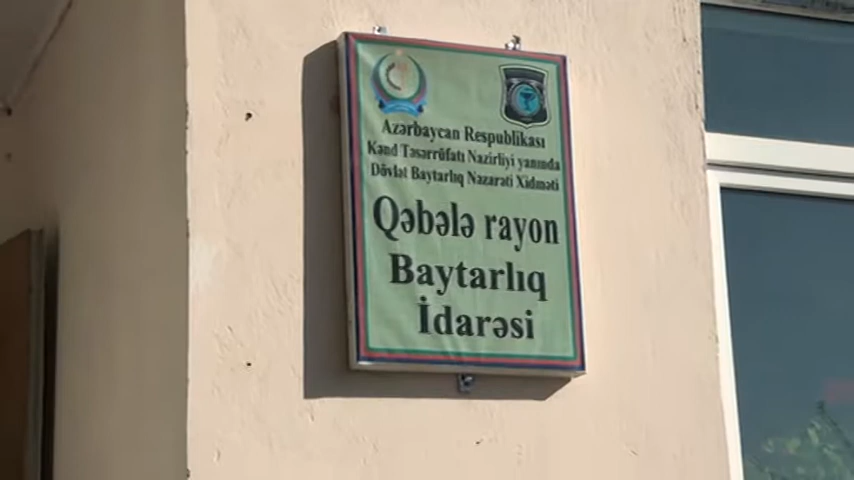 Azərbaycan Respublikası
Kənd Təsərrüfatı Nazirliyi yanında
Dövlət Baytarlıq Nəzarəti Xidməti
Qəbələ rayon
Baytarlıq
İdarəsi